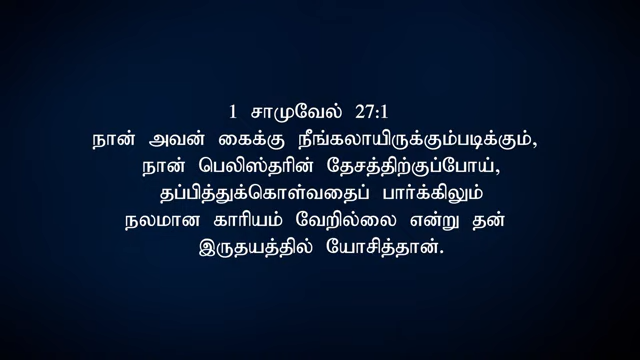 1 சாமுவேல் 27:1
நான் அவன் கைக்கு நீங்கலாயிருக்கும்படிக்கும்,
நான் பெலிஸ்தரின் தேசத்திற்குப்போய்,
தப்பித்துக்கொள்வதைப் பார்க்கிலும்
நலமான காரியம் வேறில்லை என்று தன்
இருதயத்தில் யோசித்தான்.